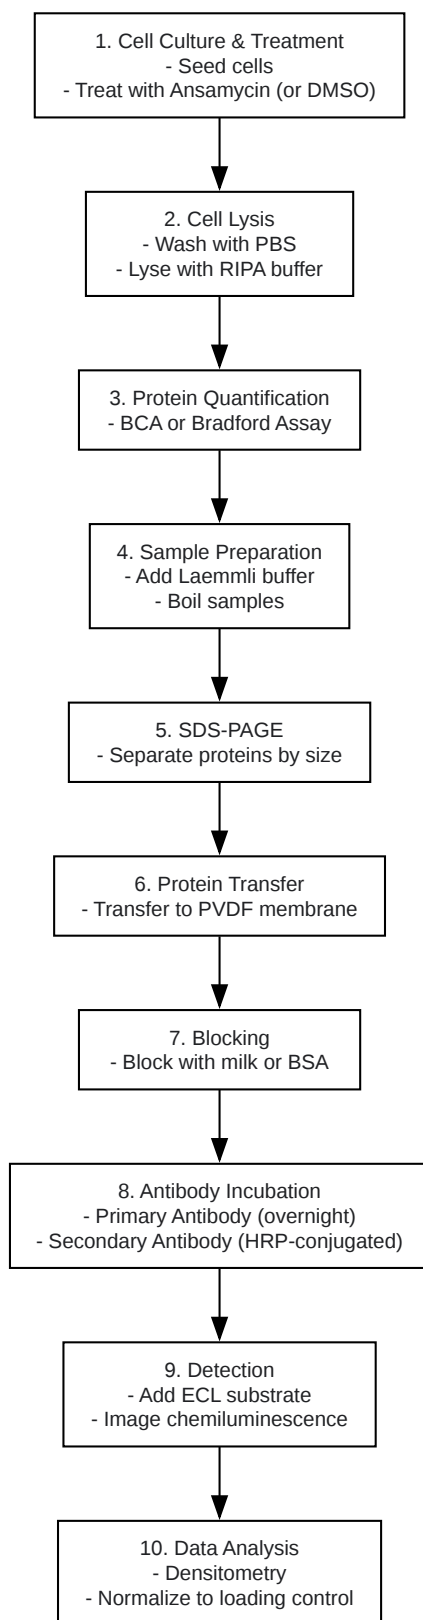 1. Cell Culture & Treatment
- Seed cells
- Treat with Ansamycin (or DMSO)
2. Cell Lysis
- Wash with PBS
- Lyse with RIPA buffer
3. Protein Quantification
- BCA or Bradford Assay
4. Sample Preparation
- Add Laemmli buffer
- Boil samples
5. SDS-PAGE
- Separate proteins by size
6. Protein Transfer
- Transfer to PVDF membrane
7. Blocking
- Block with milk or BSA
8. Antibody Incubation
- Primary Antibody (overnight)
- Secondary Antibody (HRP-conjugated)
9. Detection
- Add ECL substrate
- Image chemiluminescence
10. Data Analysis
- Densitometry
- Normalize to loading control